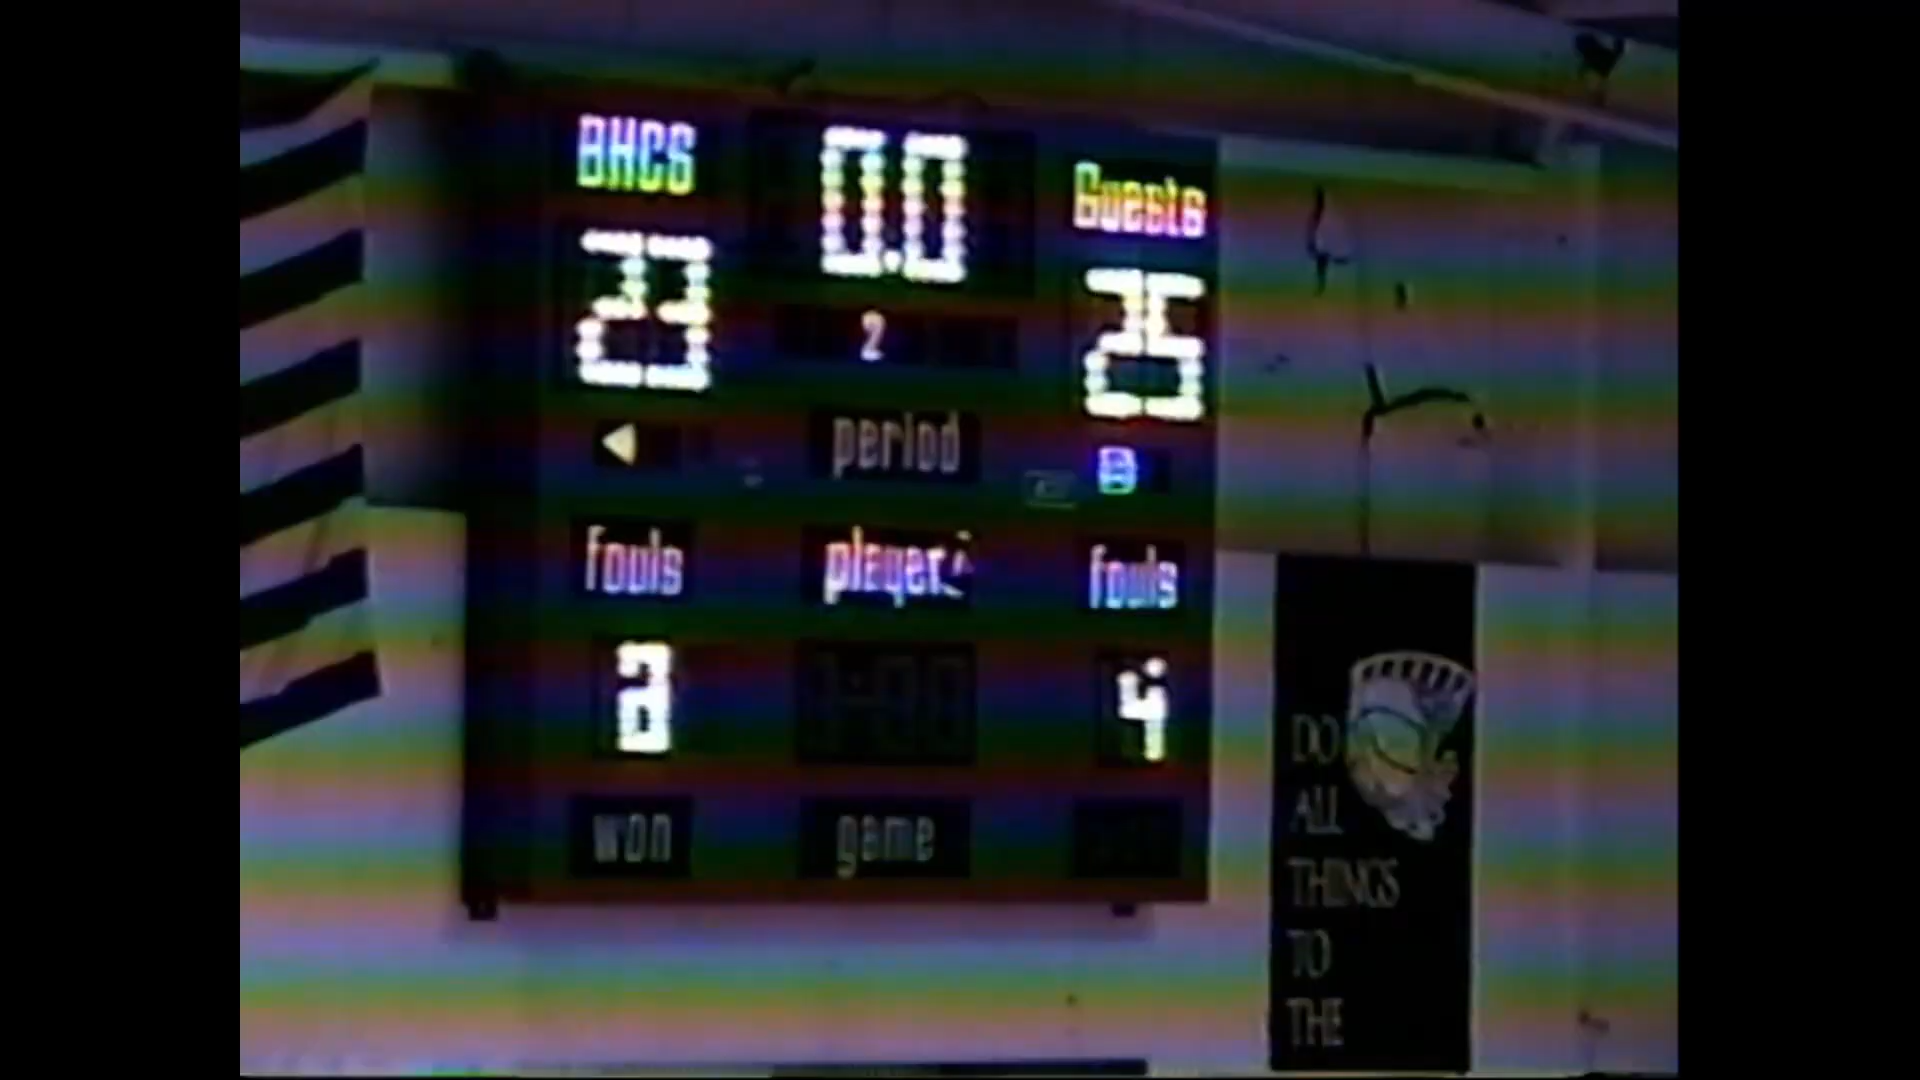 BHCS
0.0
Guests
23
2
25
period
fouls
player
fouls
4
won
game
DO
ALL
THINGS
TO
THE